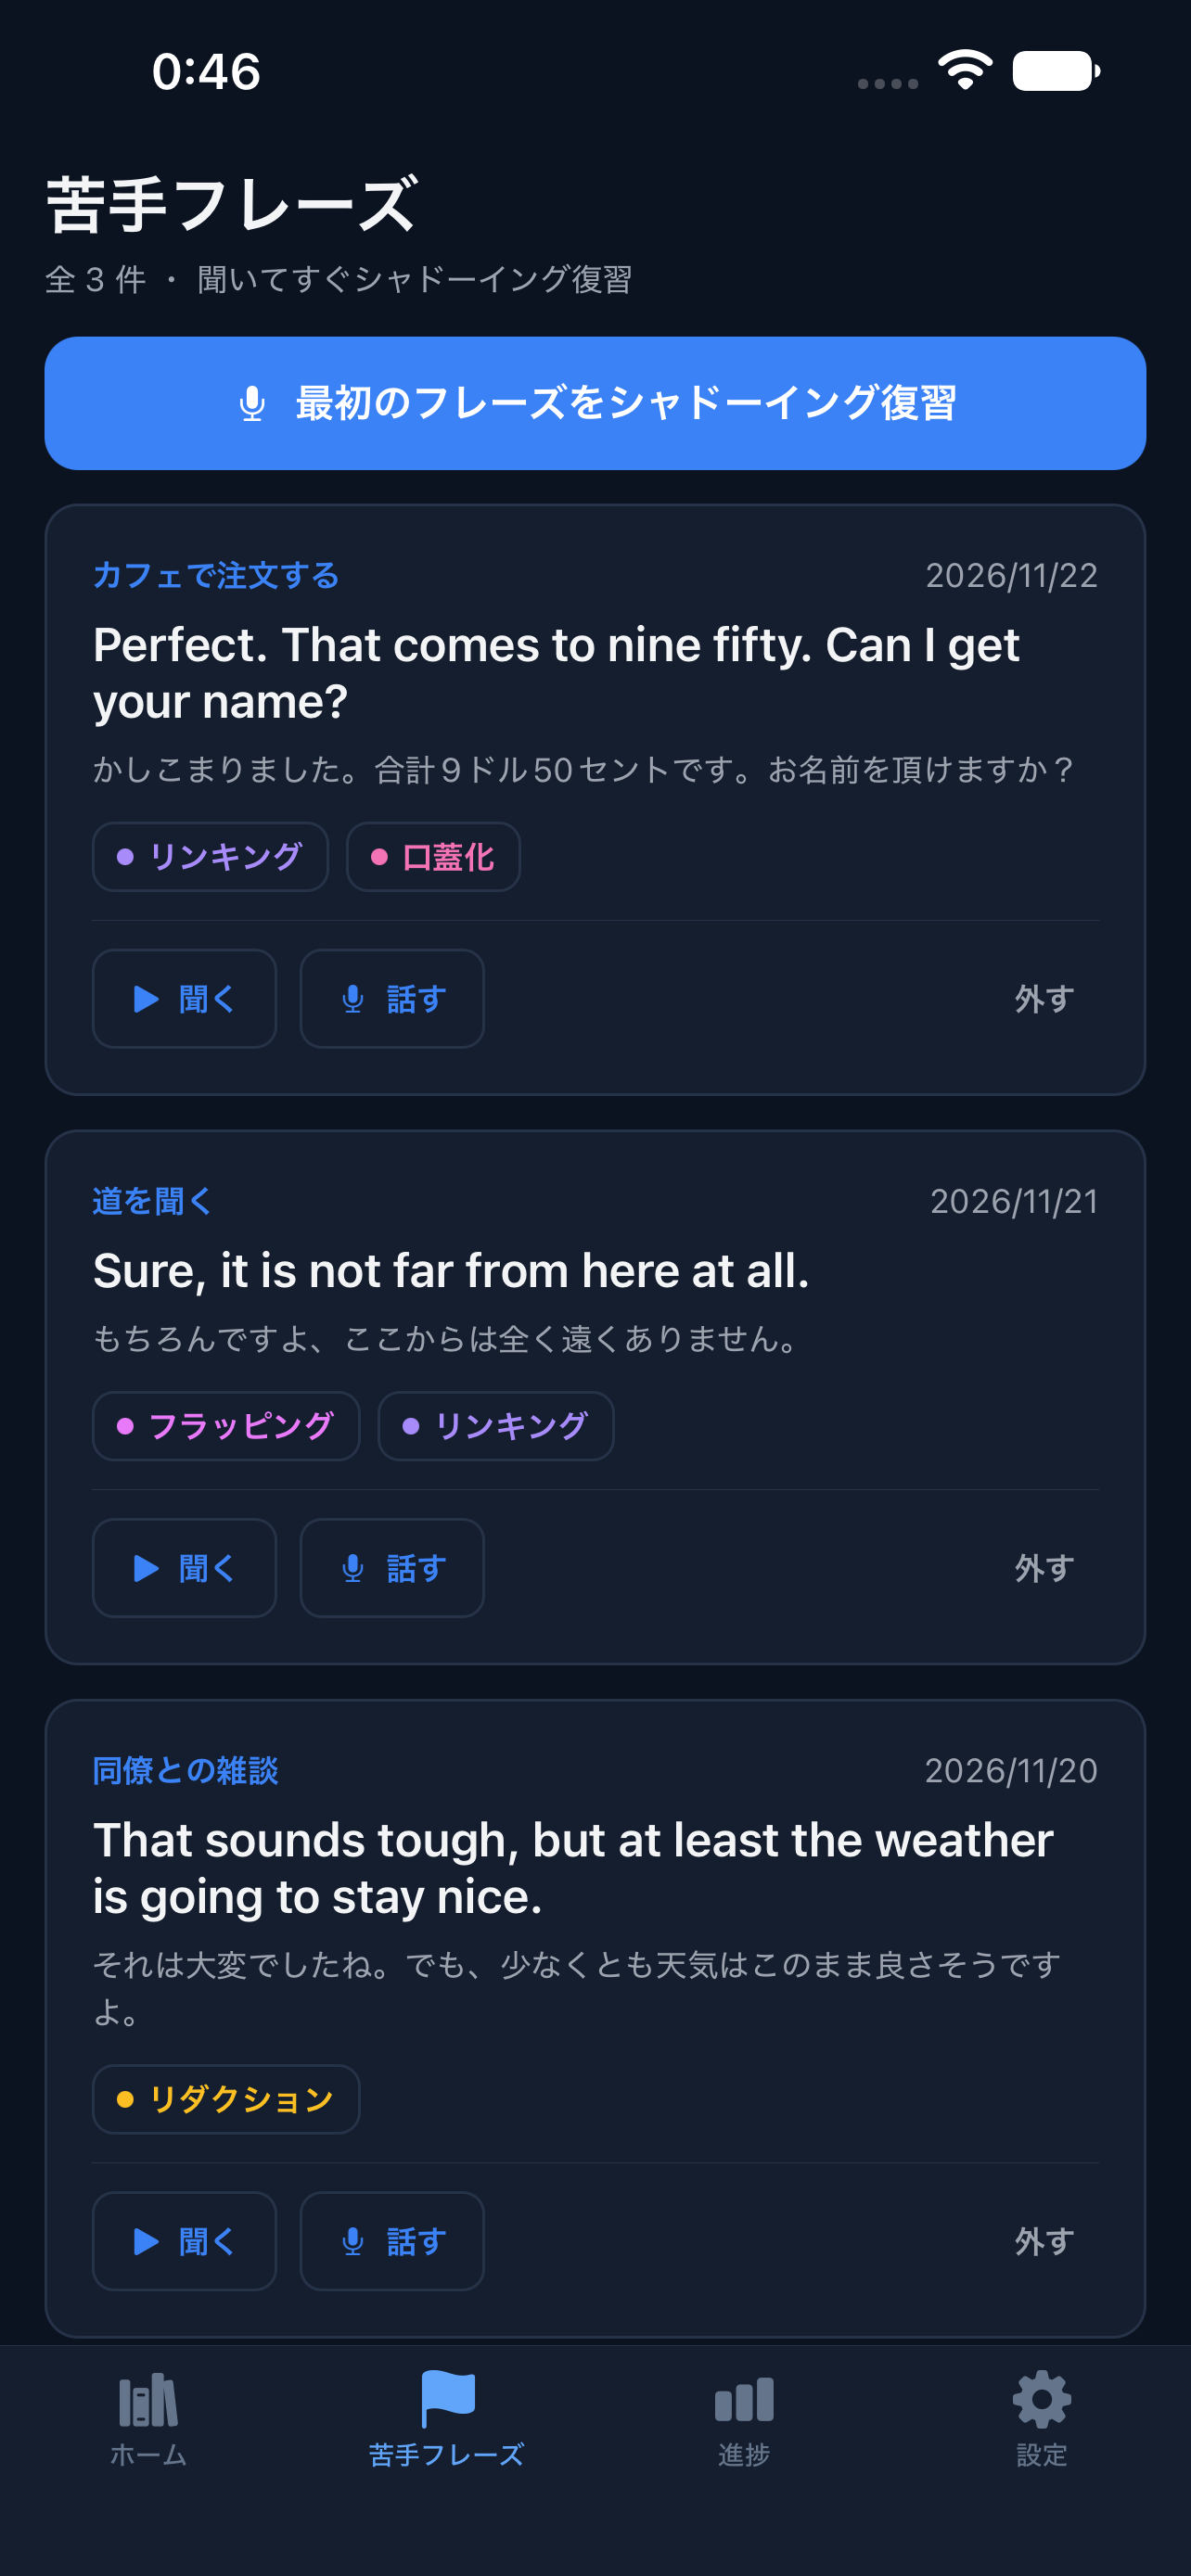 0:46
苦手フレーズ
全 3 件 ・ 聞いてすぐシャドーイング復習
最初のフレーズをシャドーイング復習
カフェで注文する 2026/11/22
Perfect. That comes to nine fifty. Can I get
your name?
かしこまりました。合計9ドル50セントです。お名前を頂けますか？
リンキング 口蓋化
聞く 話す 外す
道を聞く 2026/11/21
Sure, it is not far from here at all.
もちろんですよ、ここからは全く遠くありません。
フラッピング リンキング
聞く 話す 外す
同僚との雑談 2026/11/20
That sounds tough, but at least the weather
is going to stay nice.
それは大変でしたね。でも、少なくとも天気はこのまま良さそうです
よ。
リダクション
聞く 話す 外す
ホーム 苦手フレーズ 進捗 設定